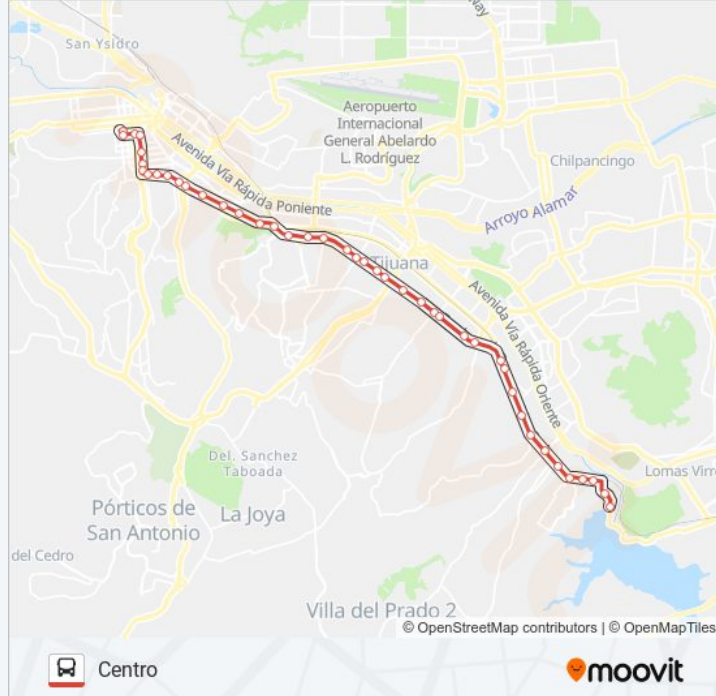 San Ysidro
Way
Aeropuerto
Internacional
General Abelardo
L. Rodríguez
Chilpancingo
Avenida Vía Rápida Poniente
Arroyo Alamar
Tijuana
Avenida Vía Rápida Oriente
Del. Sanchez
Taboada
Lomas Virre
Pórticos de
San Antonio
La Joya
del Cedro
Villa del Prado 2
© OpenStreetMap contributors | © OpenMapTiles
Centro
moovit